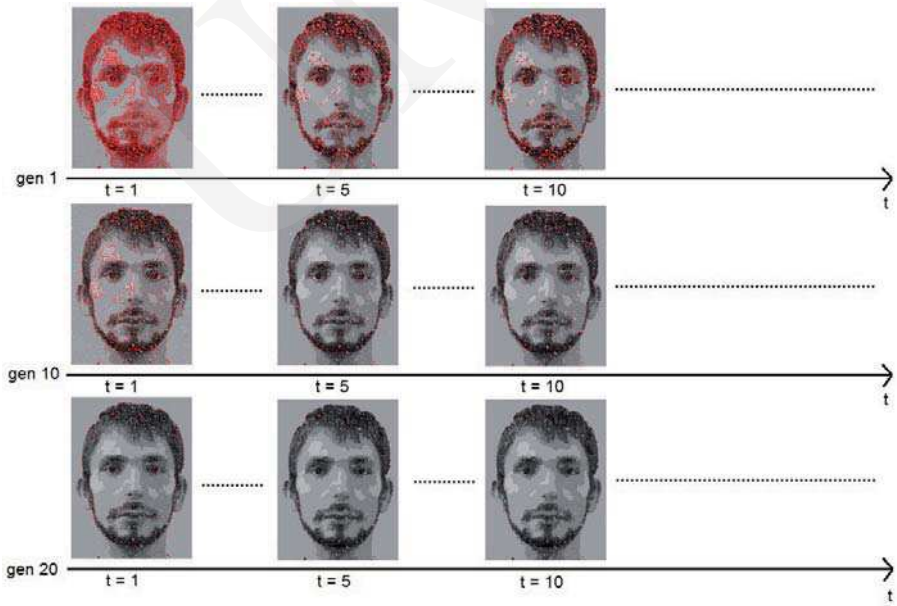 gen 1
t = 1 t = 5 t = 10 t
gen 10
t = 1 t = 5 t = 10 t
gen 20
t = 1 t = 5 t = 10 t